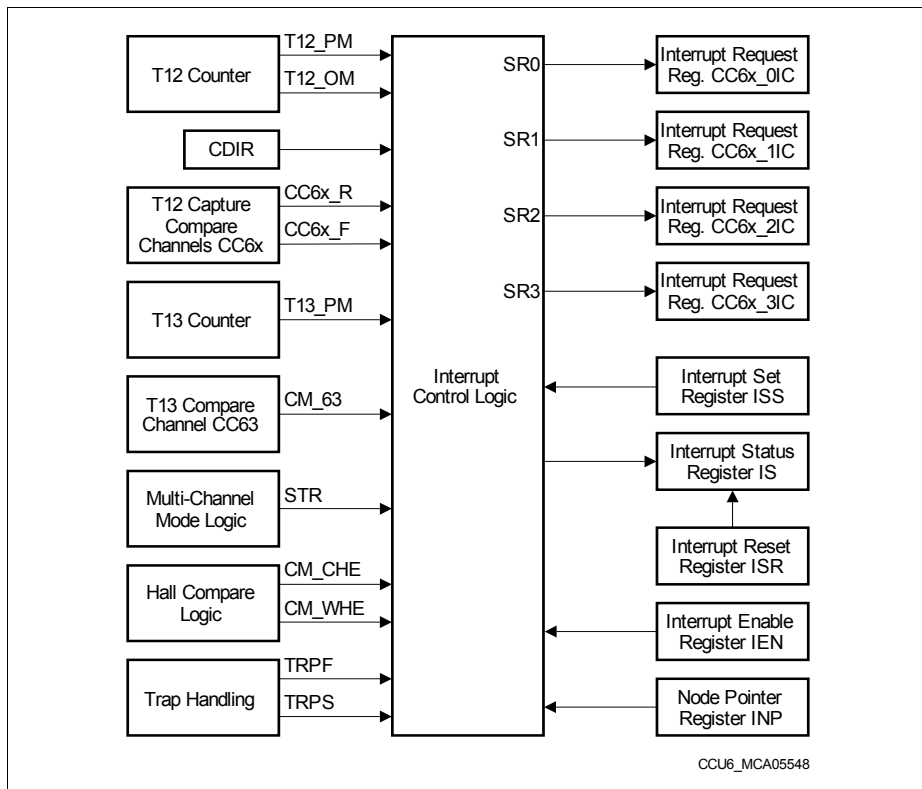 T12 Counter
T12_PM
T12_OM
CDIR
T12 Capture
Compare
Channels CC6x
CC6x_R
CC6x_F
T13 Counter
T13_PM
T13 Compare
Channel CC63
CM_63
Multi-Channel
Mode Logic
STR
Hall Compare
Logic
CM_CHE
CM_WHE
Trap Handling
TRPF
TRPS
Interrupt
Control Logic
SR0
SR1
SR2
SR3
Interrupt Request
Reg. CC6x_0IC
Interrupt Request
Reg. CC6x_1IC
Interrupt Request
Reg. CC6x_2IC
Interrupt Request
Reg. CC6x_3IC
Interrupt Set
Register ISS
Interrupt Status
Register IS
Interrupt Reset
Register ISR
Interrupt Enable
Register IEN
Node Pointer
Register INP
CCU6_MCA05548